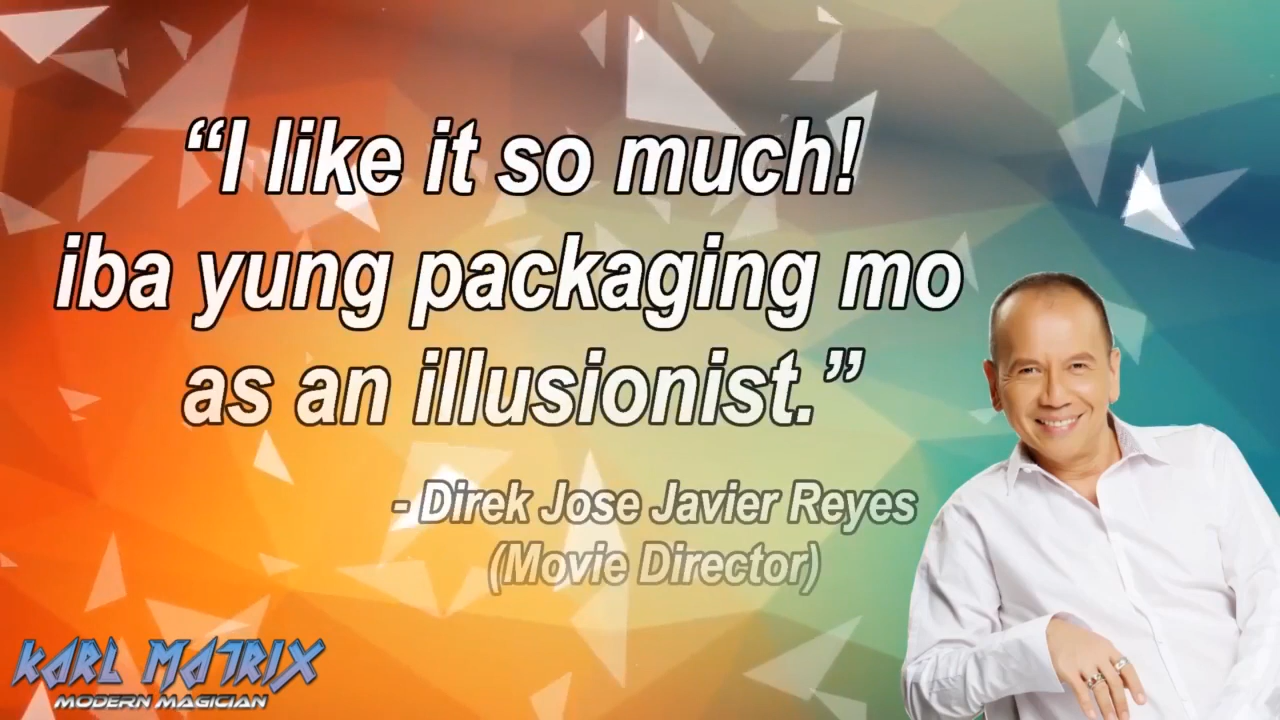 “I like it so much!
iba yung packaging mo
as an illusionist.”
- Direk Jose Javier Reyes
(Movie Director)
KARL MATRIX
MODERN MAGICIAN